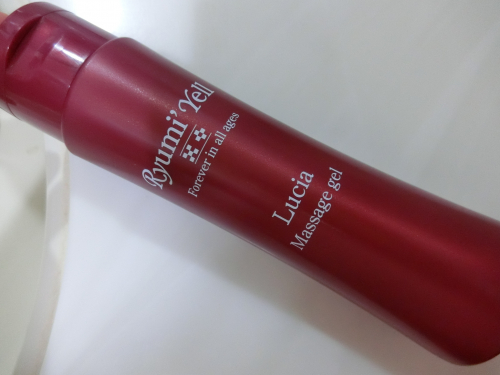 Ryumi' Yell
Forever in all ages
Lucia
Massage gel